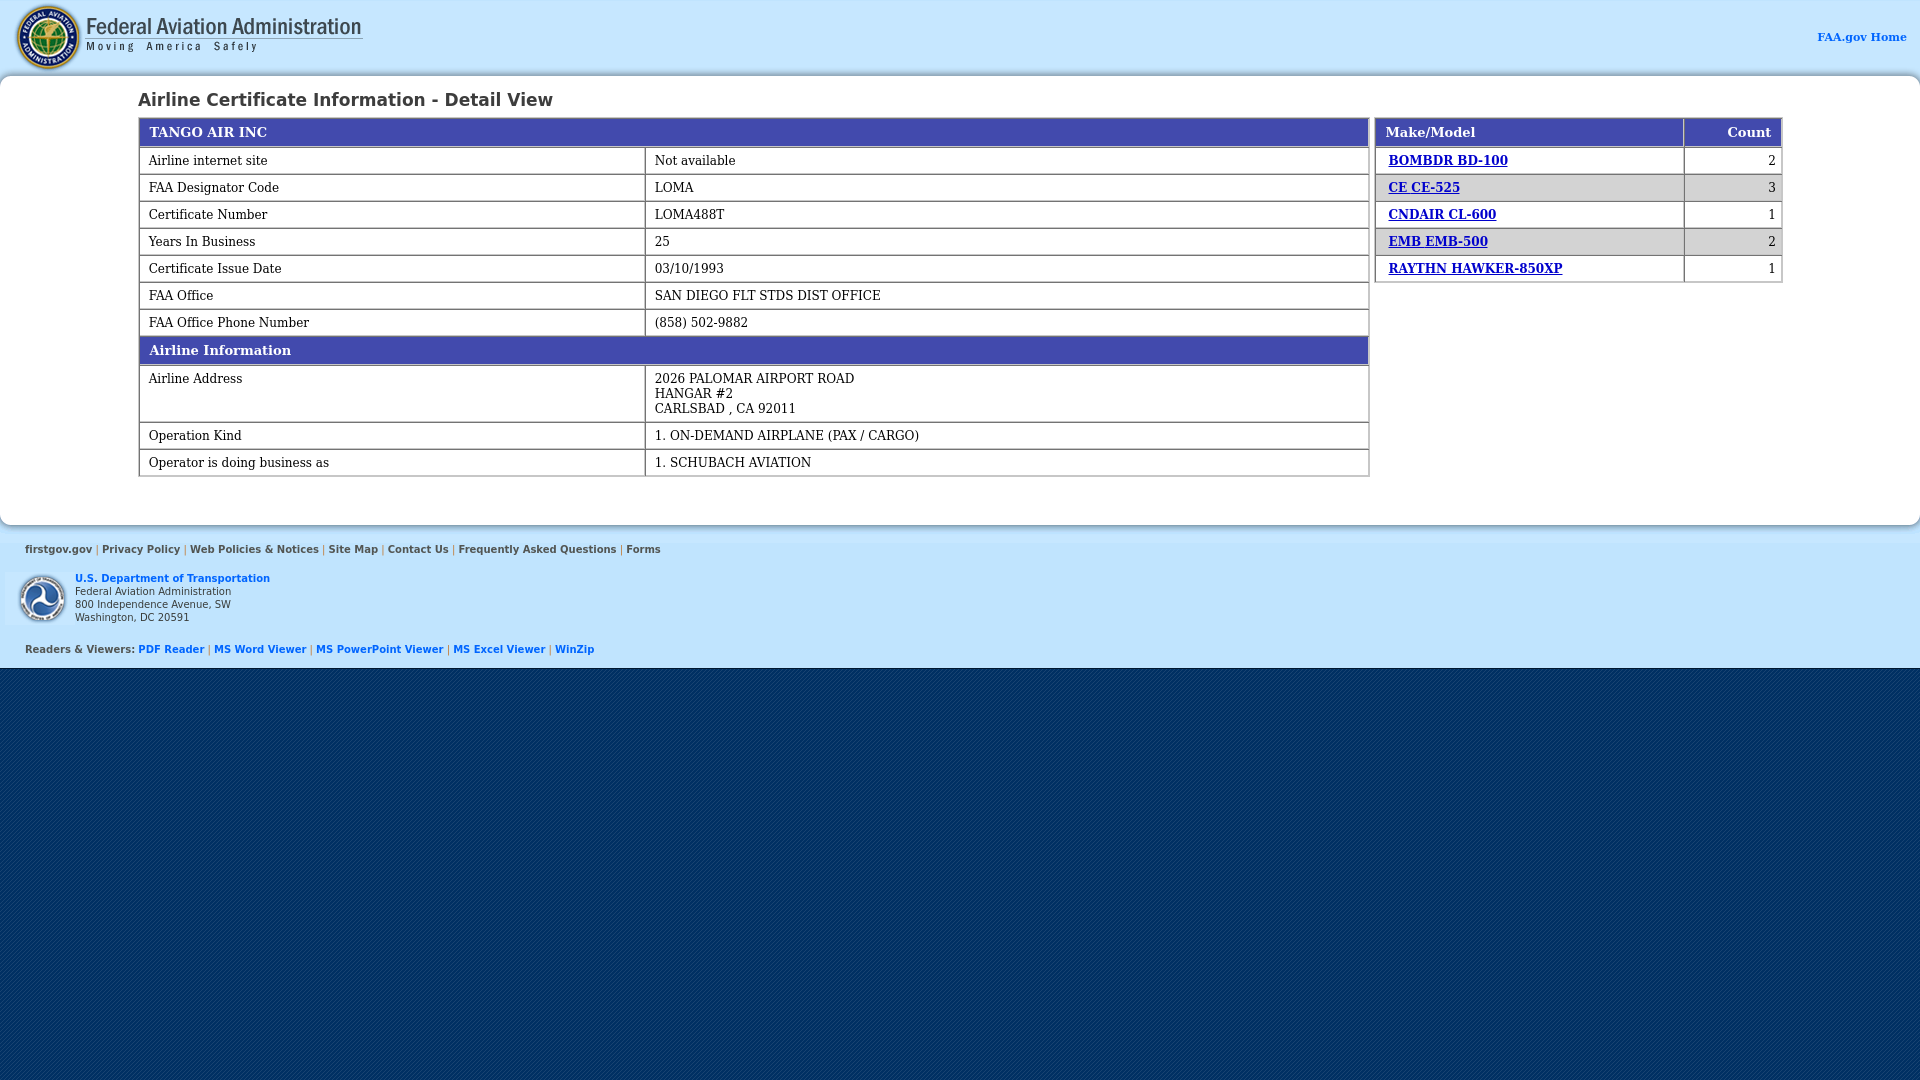 Federal Aviation Administration
Moving America Safely
FAA.gov Home
Airline Certificate Information - Detail View
TANGO AIR INC
Airline internet site Not available
FAA Designator Code LOMA
Certificate Number LOMA488T
Years In Business 25
Certificate Issue Date 03/10/1993
FAA Office SAN DIEGO FLT STDS DIST OFFICE
FAA Office Phone Number (858) 502-9882
Airline Information
Airline Address 2026 PALOMAR AIRPORT ROAD
HANGAR #2
CARLSBAD , CA 92011
Operation Kind 1. ON-DEMAND AIRPLANE (PAX / CARGO)
Operator is doing business as 1. SCHUBACH AVIATION
Make/Model Count
BOMBDR BD-100 2
CE CE-525 3
CNDAIR CL-600 1
EMB EMB-500 2
RAYTHN HAWKER-850XP 1
firstgov.gov | Privacy Policy | Web Policies & Notices | Site Map | Contact Us | Frequently Asked Questions | Forms
U.S. Department of Transportation
Federal Aviation Administration
800 Independence Avenue, SW
Washington, DC 20591
Readers & Viewers: PDF Reader | MS Word Viewer | MS PowerPoint Viewer | MS Excel Viewer | WinZip